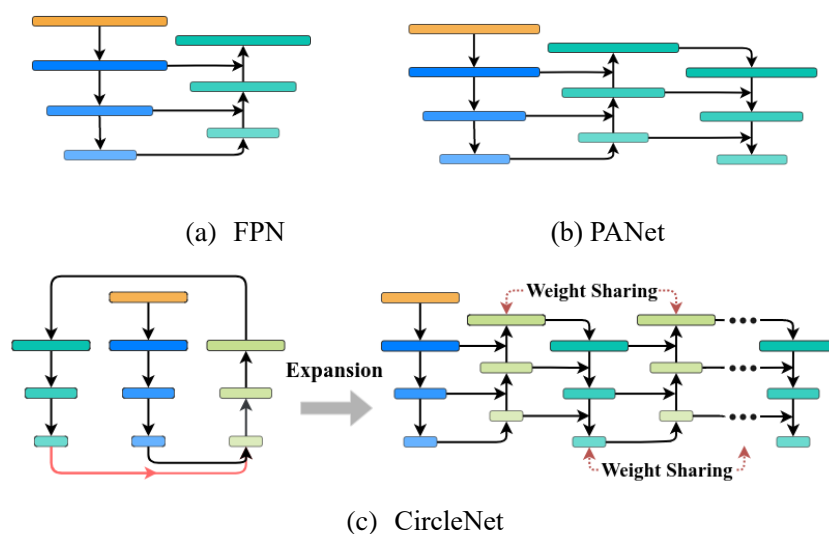 (a) FPN
(b) PANet
Weight Sharing
Expansion
Weight Sharing
(c) CircleNet